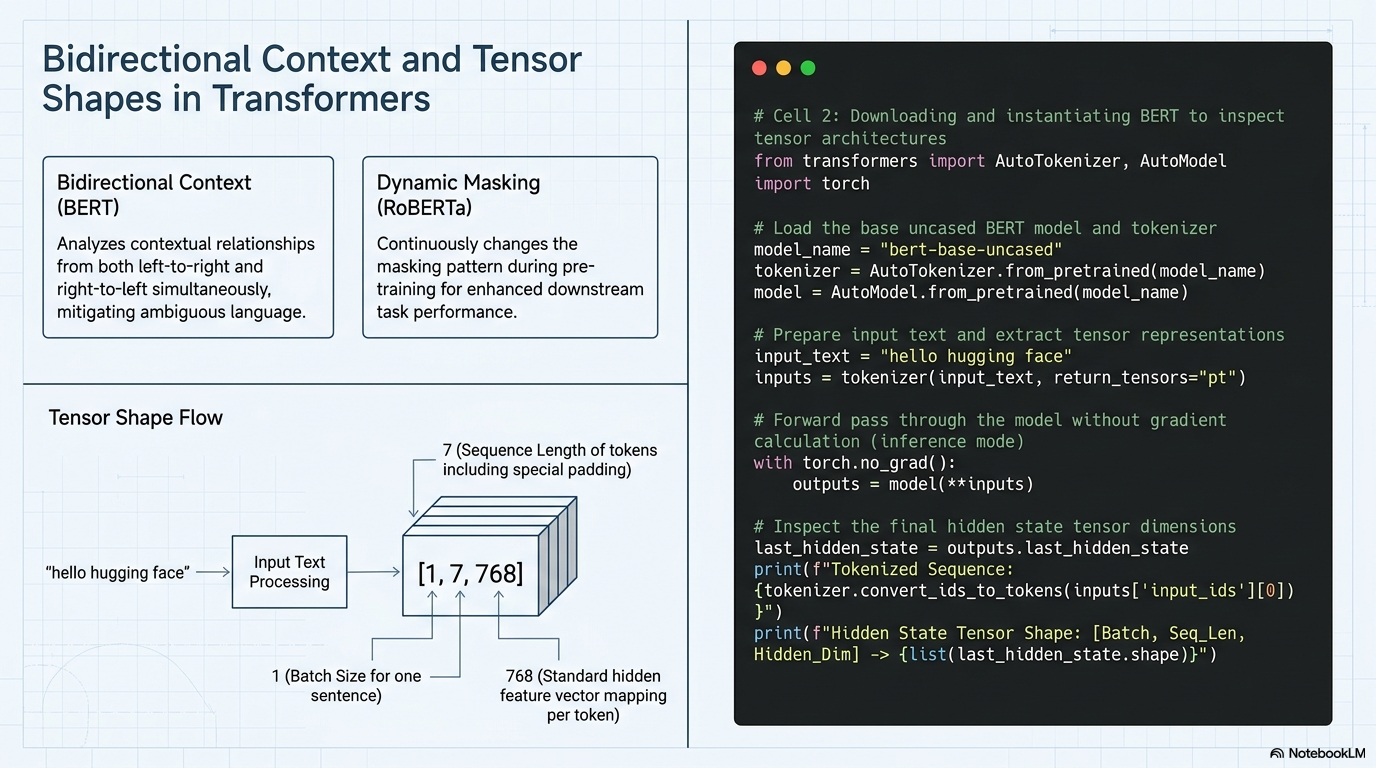 Bidirectional Context and Tensor
Shapes in Transformers
Bidirectional Context
(BERT)
Analyzes contextual relationships
from both left-to-right and
right-to-left simultaneously,
mitigating ambiguous language.
Dynamic Masking
(RoBERTa)
Continuously changes the
masking pattern during pre-
training for enhanced downstream
task performance.
Tensor Shape Flow
7 (Sequence Length of tokens
including special padding)
"hello hugging face"
Input Text
Processing
[1, 7, 768]
1 (Batch Size for one
sentence)
768 (Standard hidden
feature vector mapping
per token)
# Cell 2: Downloading and instantiating BERT to inspect
tensor architectures
from transformers import AutoTokenizer, AutoModel
import torch
# Load the base uncased BERT model and tokenizer
model_name = "bert-base-uncased"
tokenizer = AutoTokenizer.from_pretrained(model_name)
model = AutoModel.from_pretrained(model_name)
# Prepare input text and extract tensor representations
input_text = "hello hugging face"
inputs = tokenizer(input_text, return_tensors="pt")
# Forward pass through the model without gradient
calculation (inference mode)
with torch.no_grad():
    outputs = model(**inputs)
# Inspect the final hidden state tensor dimensions
last_hidden_state = outputs.last_hidden_state
print(f"Tokenized Sequence:
{tokenizer.convert_ids_to_tokens(inputs['input_ids'][0])
}")
print(f"Hidden State Tensor Shape: [Batch, Seq_Len,
Hidden_Dim] -> {list(last_hidden_state.shape)}")
NotebookLM